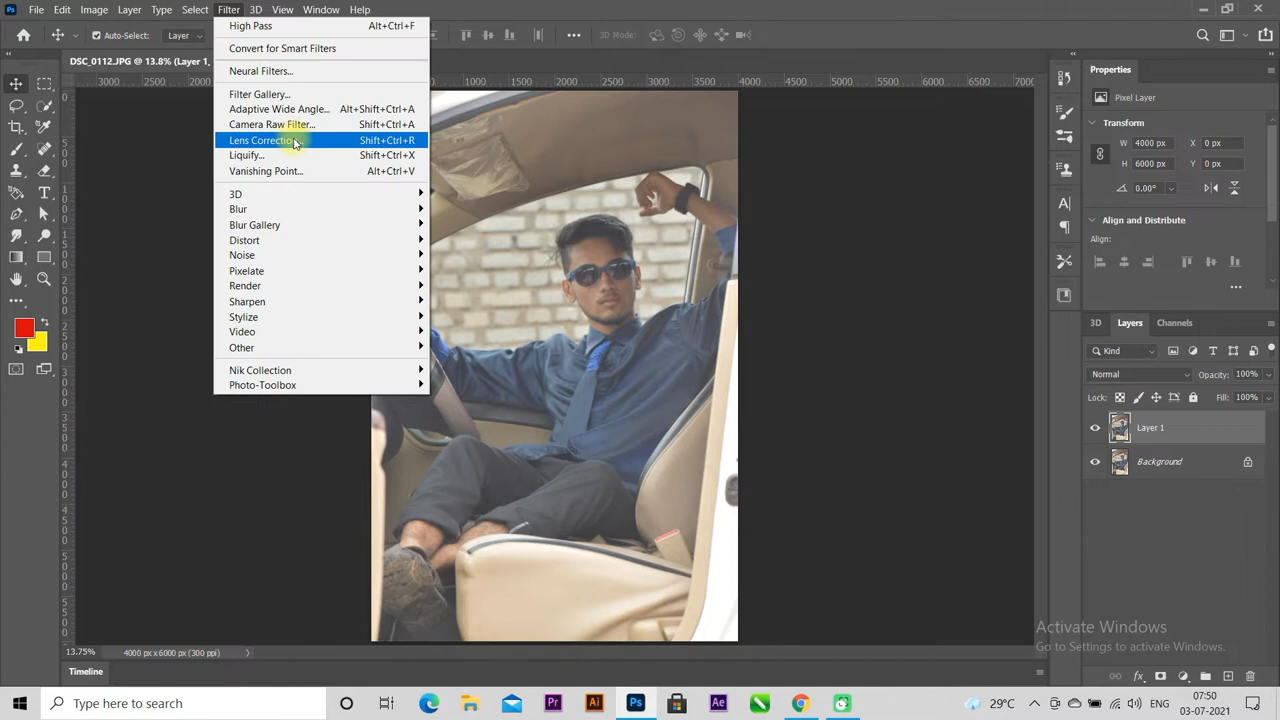 Ps File Edit Image Layer Type Select Filter 3D View Window Help
Auto-Select: Layer 3D Mode:
DSC_0112.JPG @ 13.8% (Layer 1,
High Pass Alt+Ctrl+F
Convert for Smart Filters
Neural Filters...
Filter Gallery...
Adaptive Wide Angle... Alt+Shift+Ctrl+A
Camera Raw Filter... Shift+Ctrl+A
Lens Correction... Shift+Ctrl+R
Liquify... Shift+Ctrl+X
Vanishing Point... Alt+Ctrl+V
3D
Blur
Blur Gallery
Distort
Noise
Pixelate
Render
Sharpen
Stylize
Video
Other
Nik Collection
Photo-Toolbox
3000 2500 3000 3500 4000 4500 5000 5500 6000 6500 7000
Properties
Pixel Layer
Transform
W 4000 px X 0 px
H 6000 px Y 0 px
0.00°
Align and Distribute
Align:
3D Layers Channels
Kind
Normal Opacity: 100%
Lock: Fill: 100%
Layer 1
Background
Activate Windows
Go to Settings to activate Windows.
13.75% 4000 px x 6000 px (300 ppi)
Timeline
Type here to search
Pr Ai Ps Ae
29°C ENG 07:50
03-07-2021